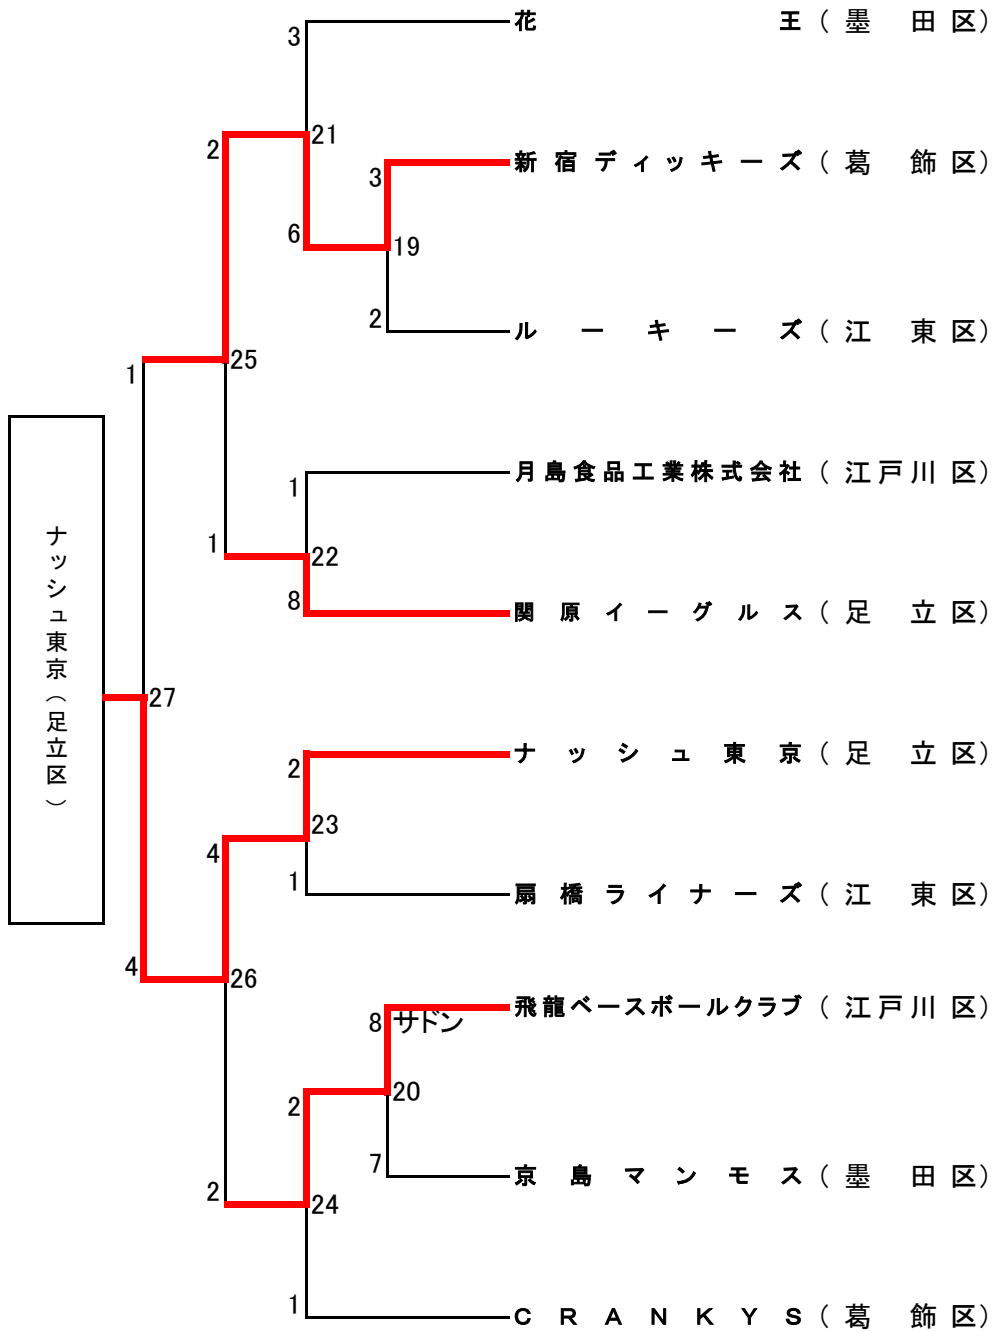 花王（墨田区）
3
21
2
新宿ディッキーズ（葛飾区）
3
6
19
2
ルーキーズ（江東区）
25
1
月島食品工業株式会社（江戸川区）
1
1
22
8
関原イーグルス（足立区）
ナッシュ東京（足立区）
27
ナッシュ東京（足立区）
2
23
4
1
扇橋ライナーズ（江東区）
4
26
飛龍ベースボールクラブ（江戸川区）
8
サドン
20
2
7
京島マンモス（墨田区）
2
24
1
CRANKYS（葛飾区）